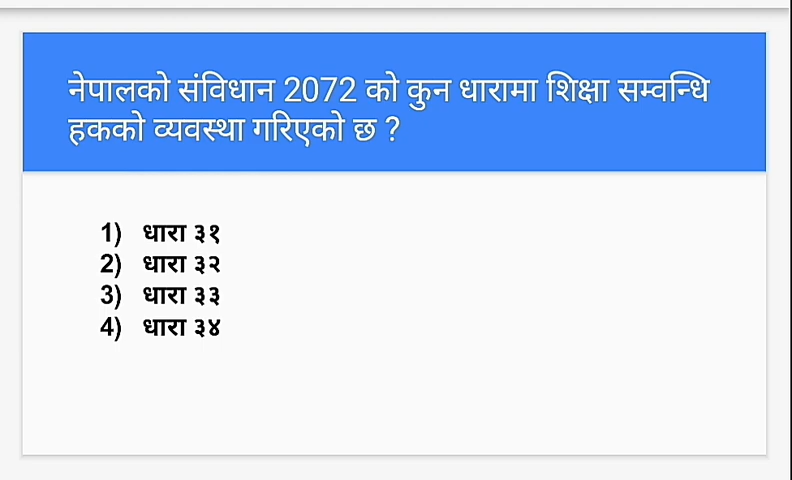 नेपालको संविधान 2072 को कुन धारामा शिक्षा सम्वन्धि
हकको व्यवस्था गरिएको छ ?
1) धारा ३१
2) धारा ३२
3) धारा ३३
4) धारा ३४